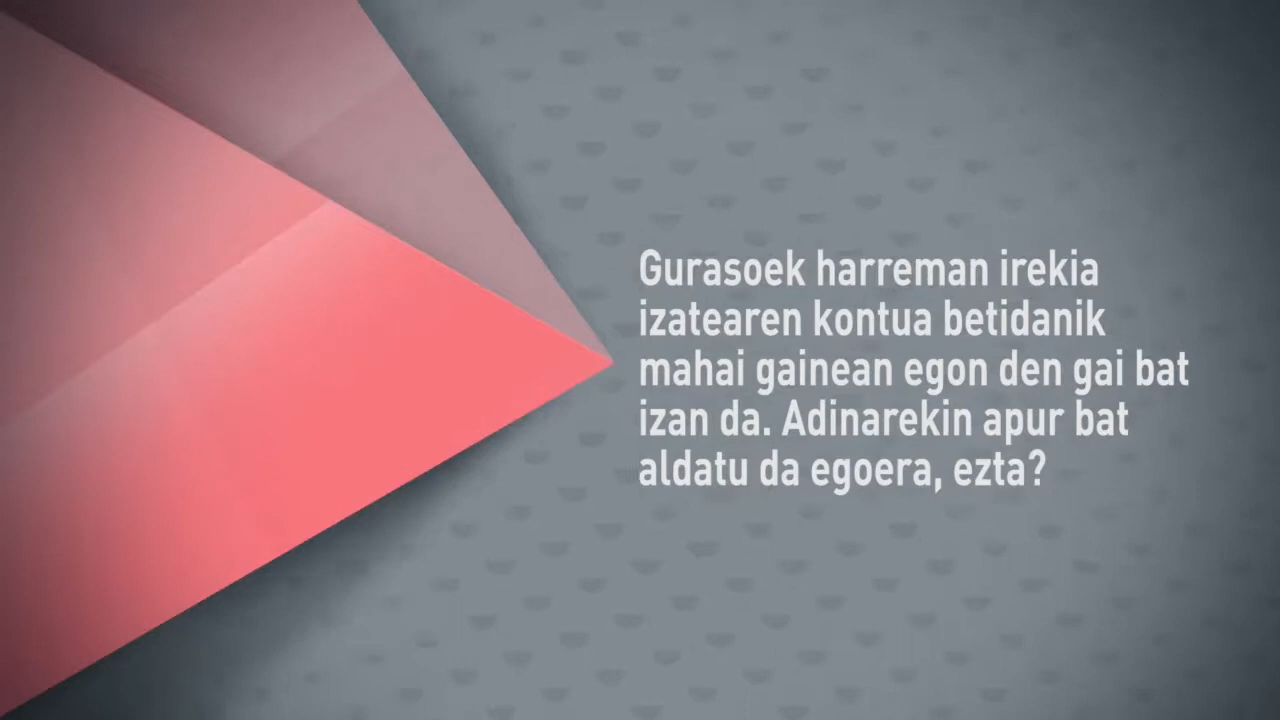 Gurasoek harreman irekia
izatearen kontua betidanik
mahai gainean egon den gai bat
izan da. Adinarekin apur bat
aldatu da egoera, ezta?